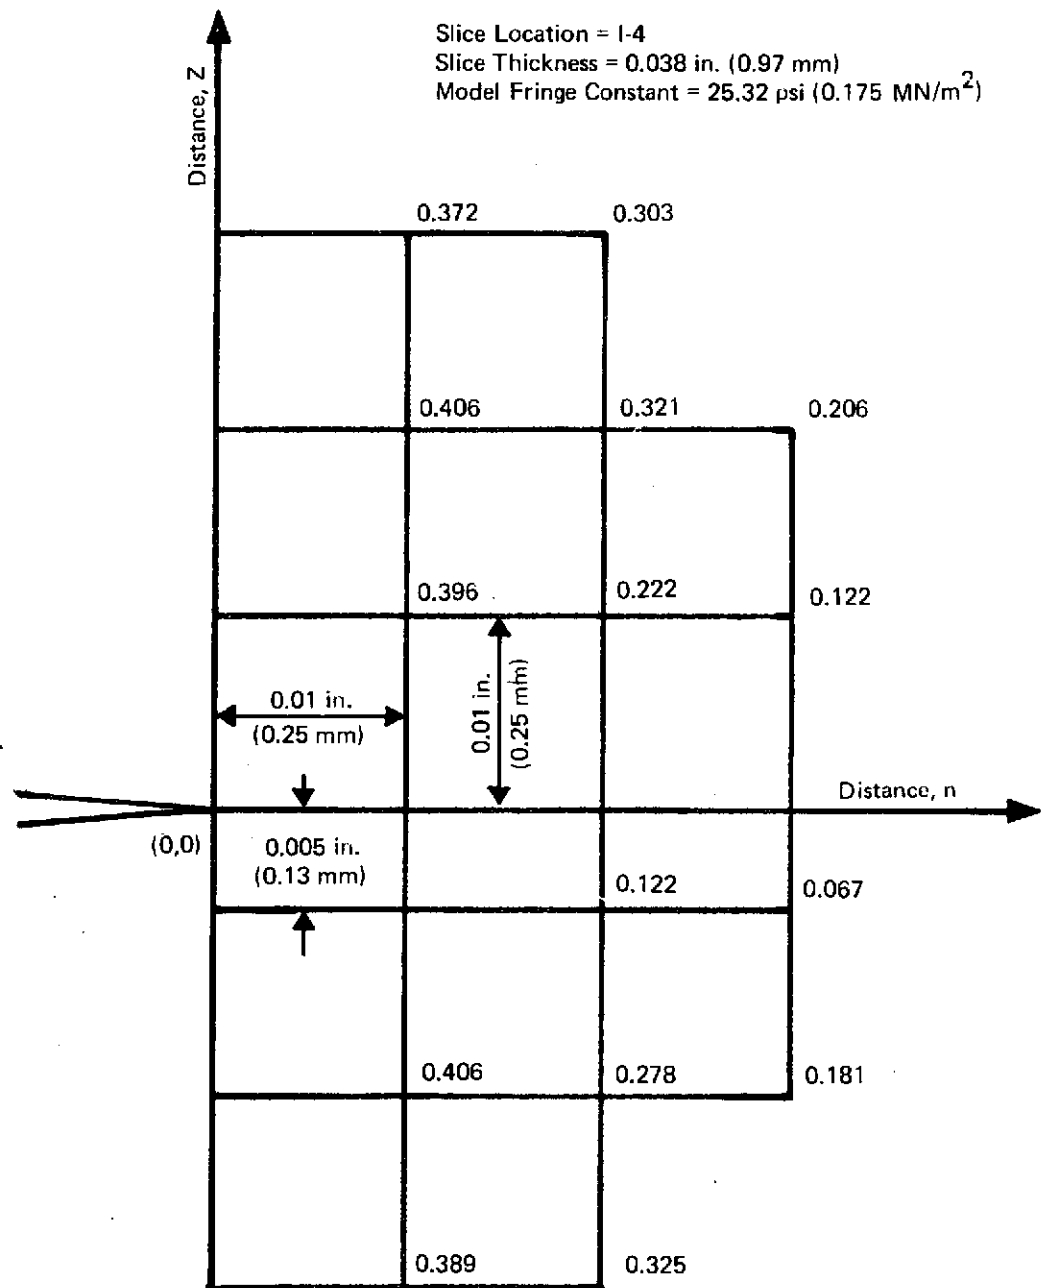 Slice Location = I-4
Slice Thickness = 0.038 in. (0.97 mm)
Model Fringe Constant = 25.32 psi (0.175 MN/m²)
Distance, Z
0.372
0.303
0.406
0.321
0.206
0.396
0.222
0.122
0.01 in.
(0.25 mm)
0.01 in.
(0.25 mm)
Distance, n
(0,0)
0.005 in.
(0.13 mm)
0.122
0.067
0.406
0.278
0.181
0.389
0.325